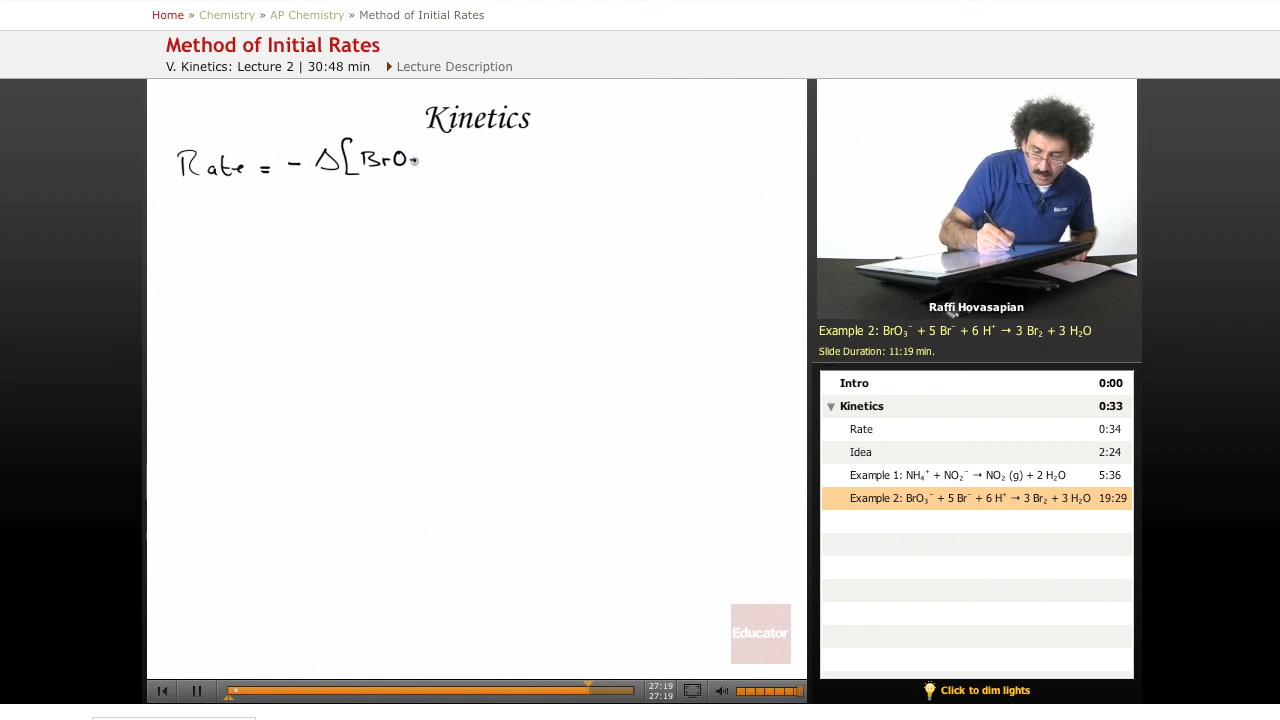 Home » Chemistry » AP Chemistry » Method of Initial Rates
Method of Initial Rates
V. Kinetics: Lecture 2 | 30:48 min Lecture Description
Kinetics
Rate = - Δ[BrO
Educator
Raffi Hovasapian
Example 2: BrO₃⁻ + 5 Br⁻ + 6 H⁺ → 3 Br₂ + 3 H₂O
Slide Duration: 11:19 min.
Intro 0:00
▼ Kinetics 0:33
Rate 0:34
Idea 2:24
Example 1: NH₄⁺ + NO₂⁻ → NO₂ (g) + 2 H₂O 5:36
Example 2: BrO₃⁻ + 5 Br⁻ + 6 H⁺ → 3 Br₂ + 3 H₂O 19:29
27:19
27:19
Click to dim lights